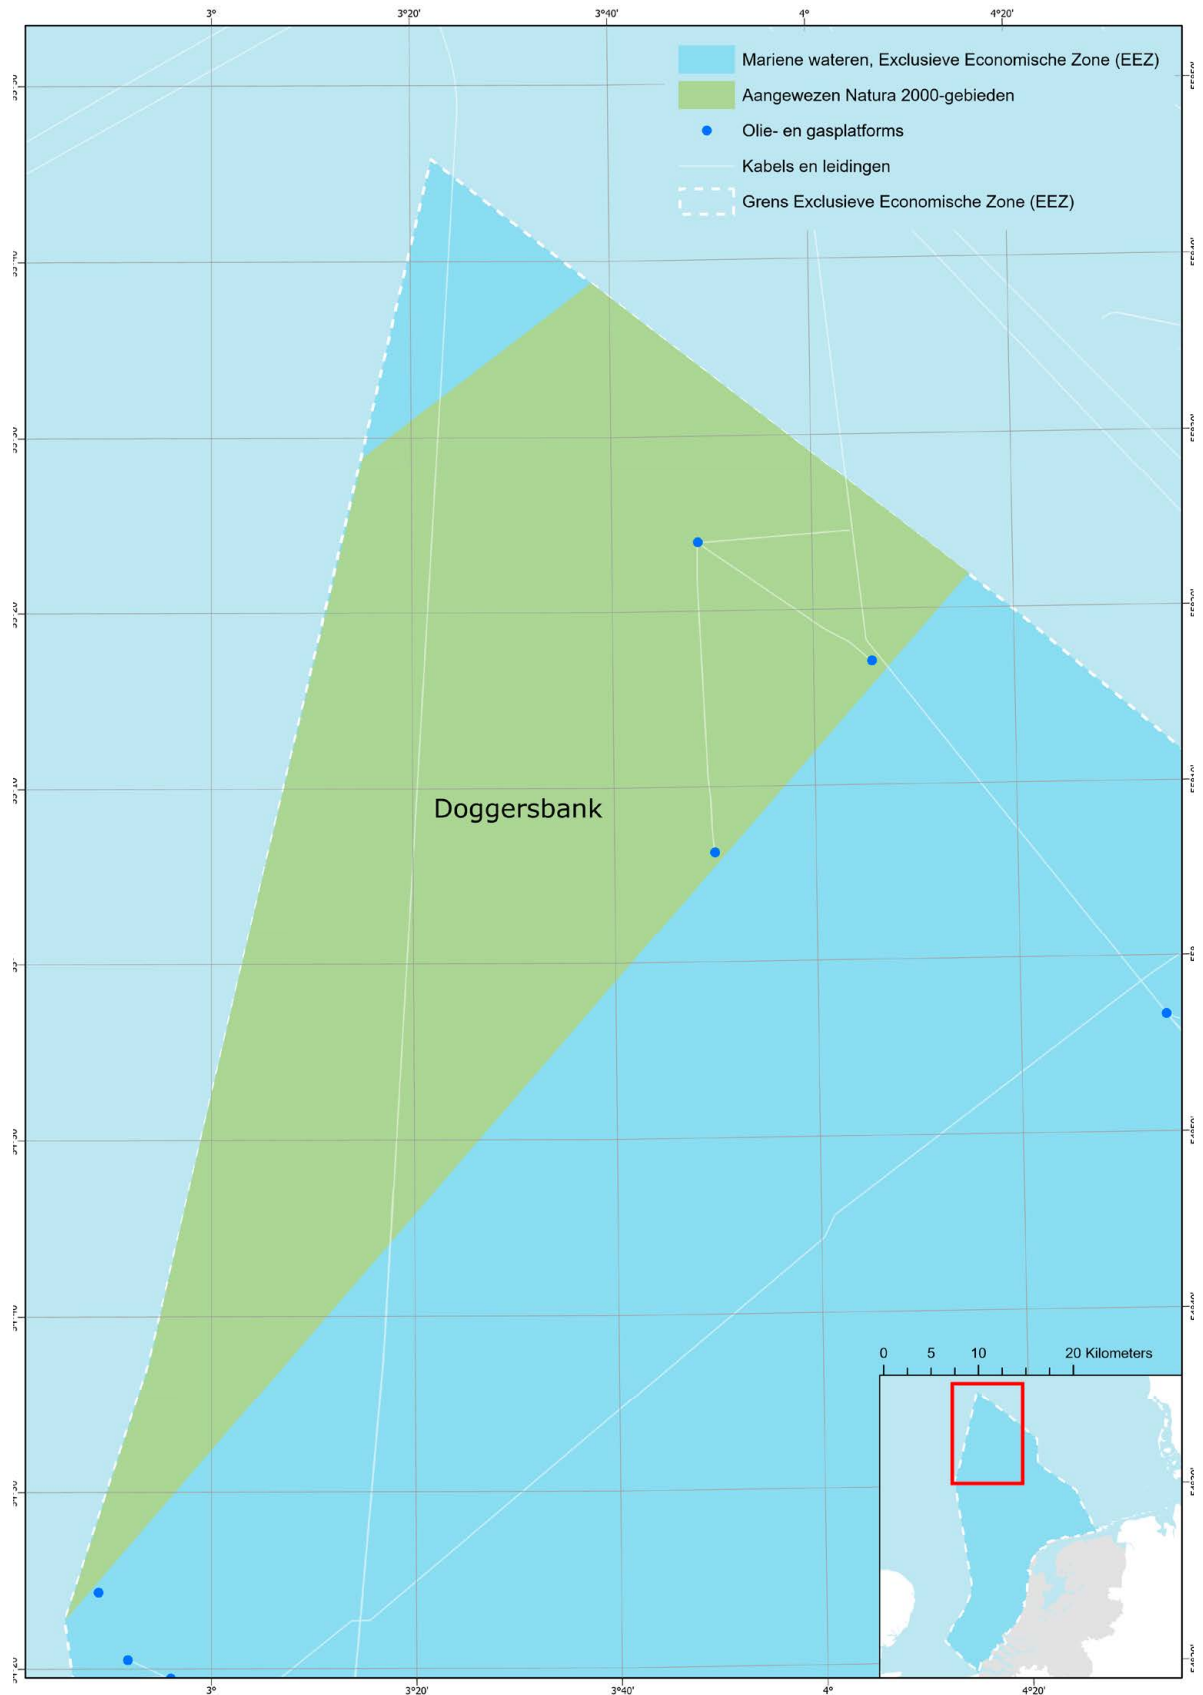 3° 3°20' 3°40' 4° 4°20'
Mariene wateren, Exclusieve Economische Zone (EEZ)
Aangewezen Natura 2000-gebieden
Olie- en gasplatforms
Kabels en leidingen
Grens Exclusieve Economische Zone (EEZ)
Doggersbank
0 5 10 20 Kilometers
3° 3°20' 3°40' 4° 4°20'